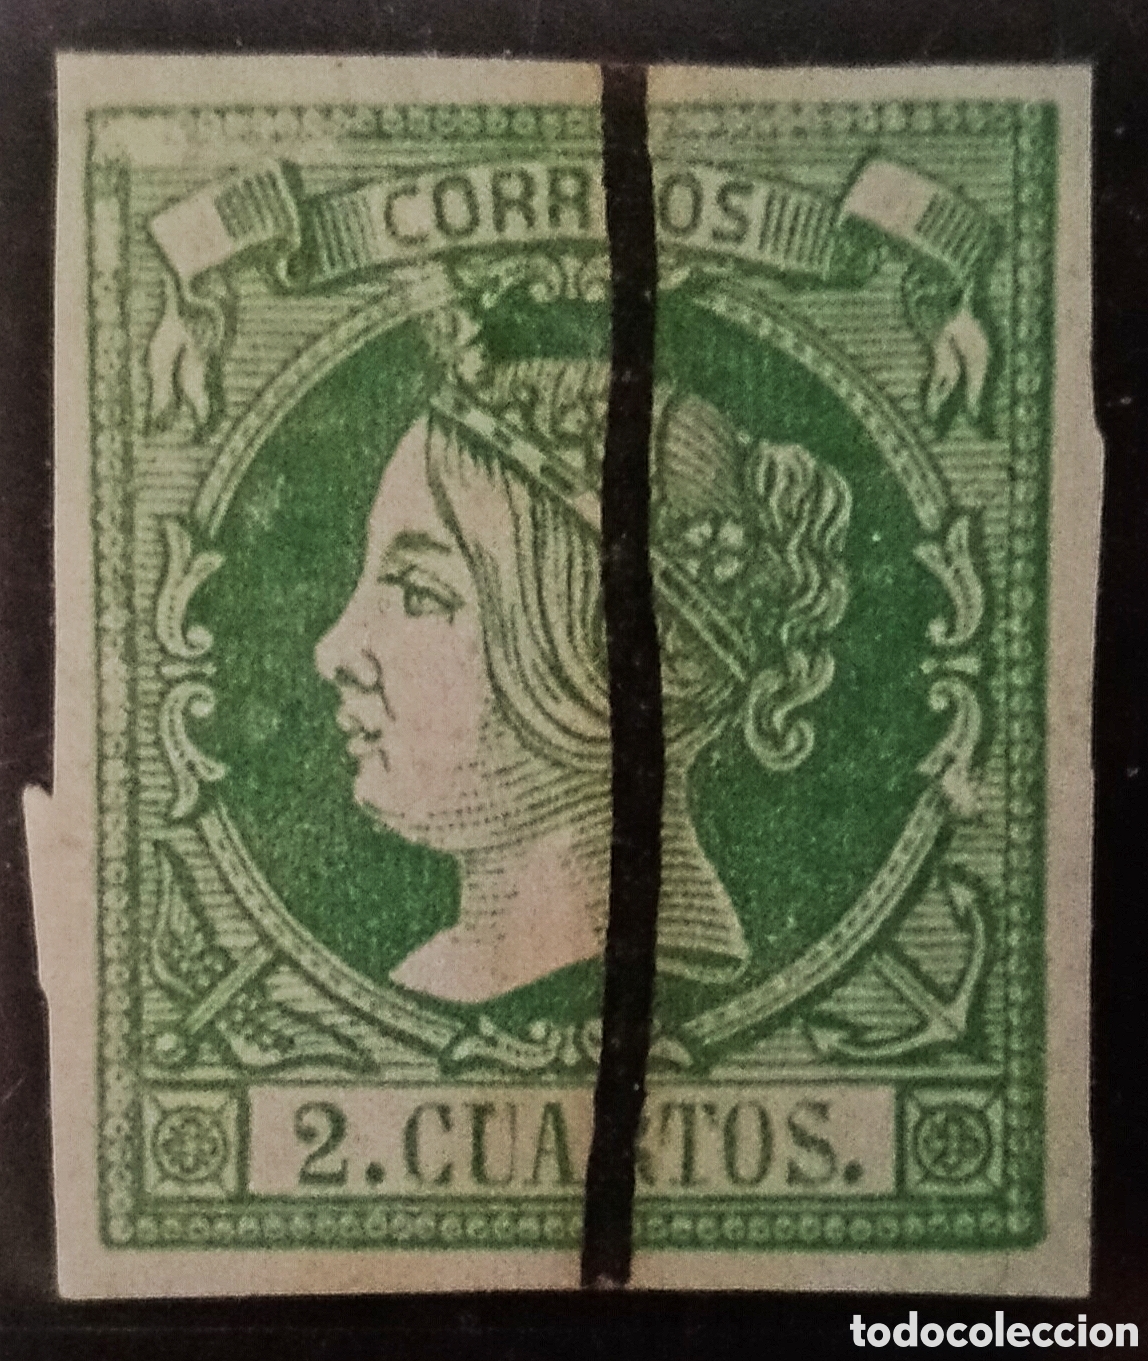 CORREOS
2. CUARTOS.
todocoleccion